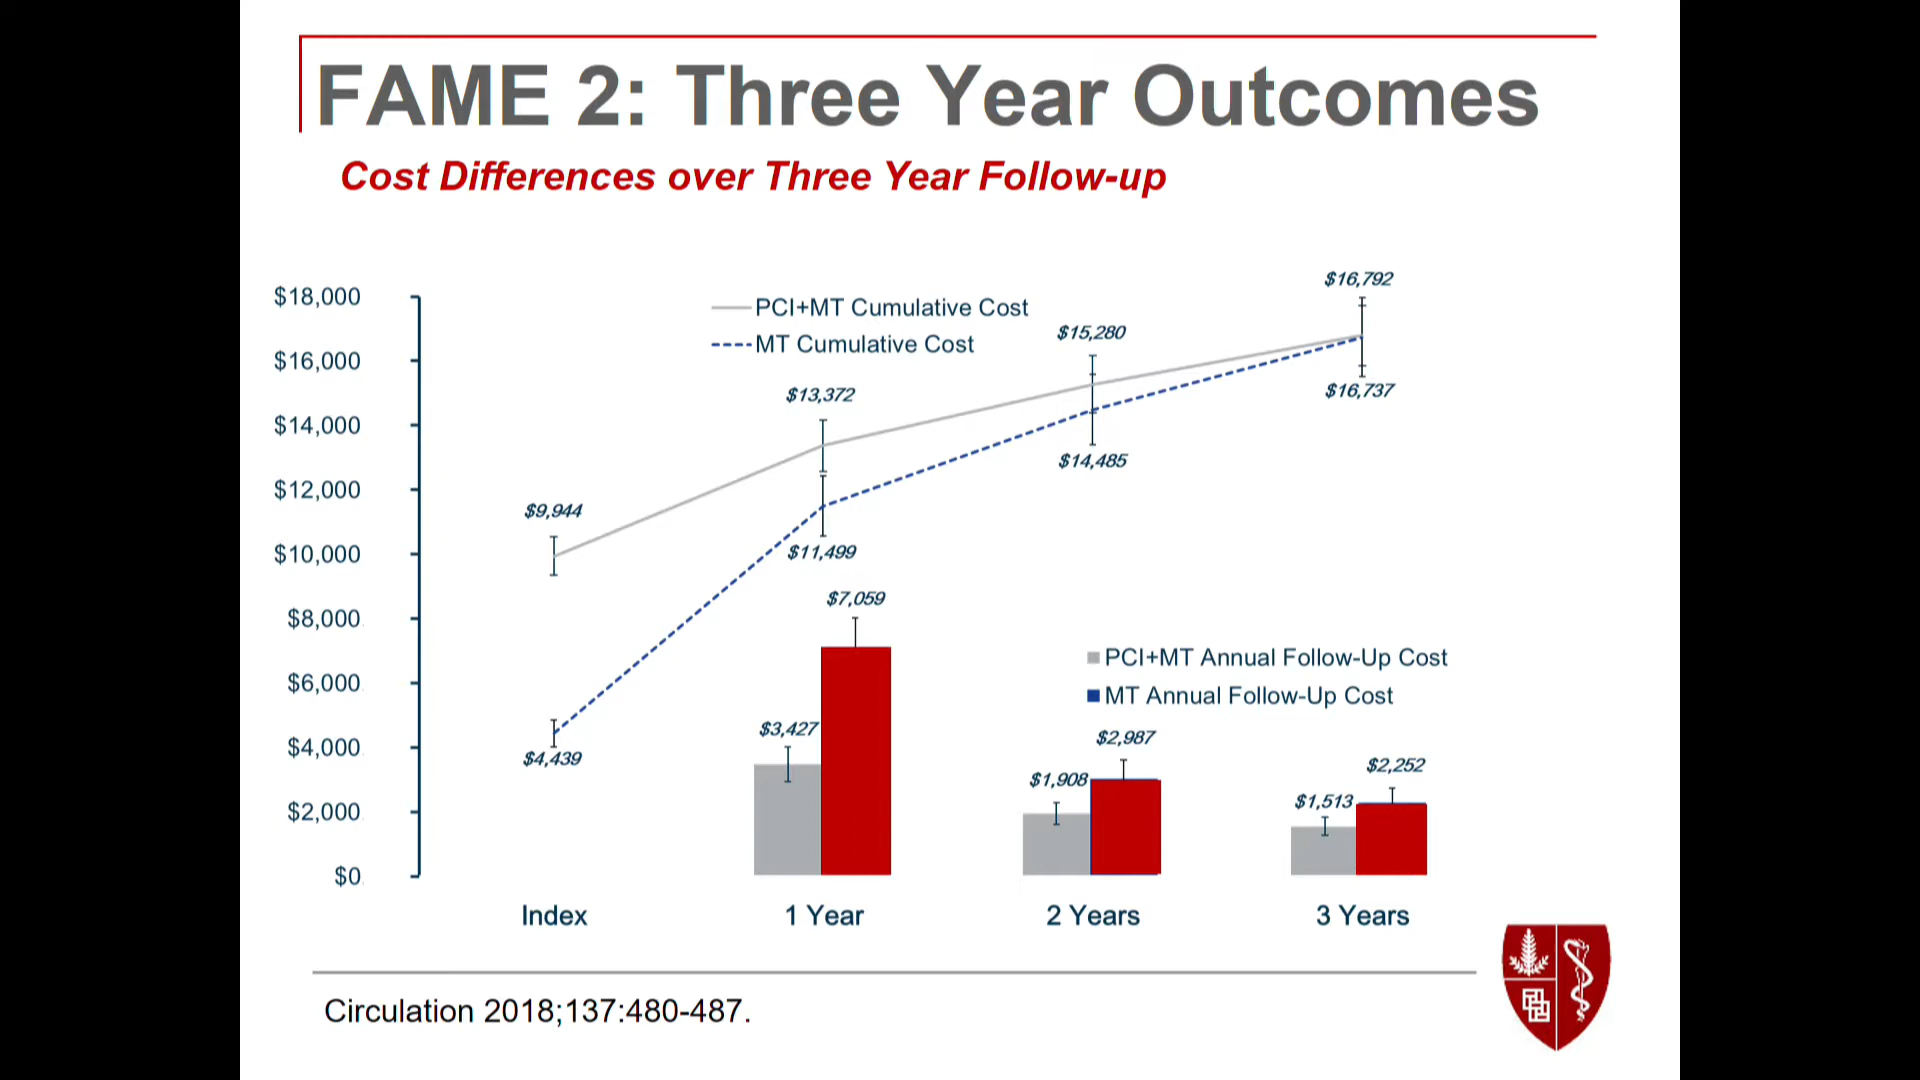 FAME 2: Three Year Outcomes
Cost Differences over Three Year Follow-up
$18,000
$16,000
$14,000
$12,000
$10,000
$8,000
$6,000
$4,000
$2,000
$0
PCI+MT Cumulative Cost
MT Cumulative Cost
$9,944
$13,372
$15,280
$16,792
$4,439
$11,499
$14,485
$16,737
PCI+MT Annual Follow-Up Cost
MT Annual Follow-Up Cost
$3,427
$7,059
$1,908
$2,987
$1,513
$2,252
Index
1 Year
2 Years
3 Years
Circulation 2018;137:480-487.